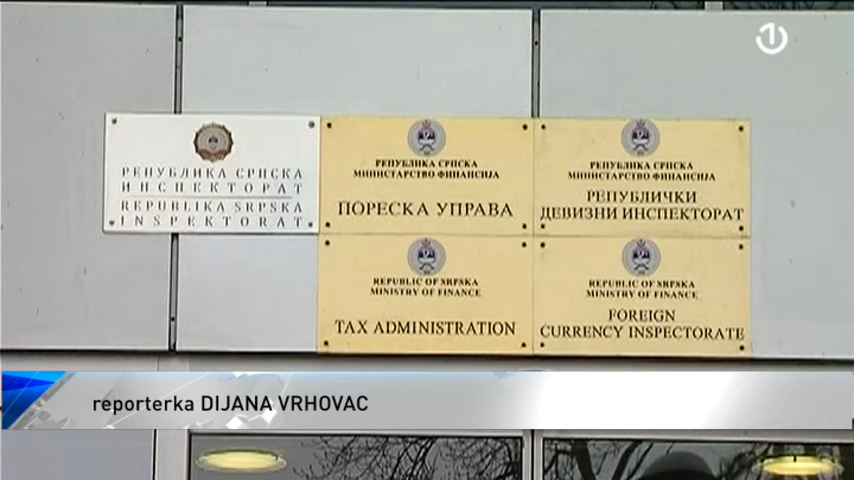 1
РЕПУБЛИКА СРПСКА
ИНСПЕКТОРАТ
REPUBLIKA SRPSKA
INSPEKTORAT
РЕПУБЛИКА СРПСКА
МИНИСТАРСТВО ФИНАНСИЈА
ПОРЕСКА УПРАВА
РЕПУБЛИКА СРПСКА
МИНИСТАРСТВО ФИНАНСИЈА
РЕПУБЛИЧКИ
ДЕВИЗНИ ИНСПЕКТОРАТ
REPUBLIC OF SRPSKA
MINISTRY OF FINANCE
TAX ADMINISTRATION
REPUBLIC OF SRPSKA
MINISTRY OF FINANCE
FOREIGN
CURRENCY INSPECTORATE
reporterka DIJANA VRHOVAC